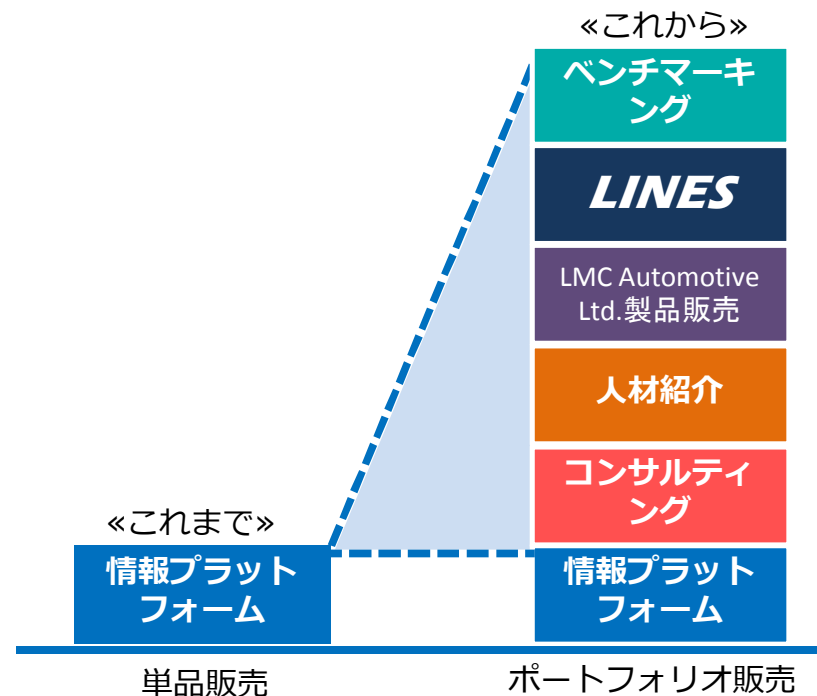 «これから»
ベンチマーキ
ング
LINES
LMC Automotive
Ltd.製品販売
人材紹介
コンサルティ
ング
«これまで»
情報プラット
フォーム
情報プラット
フォーム
単品販売
ポートフォリオ販売